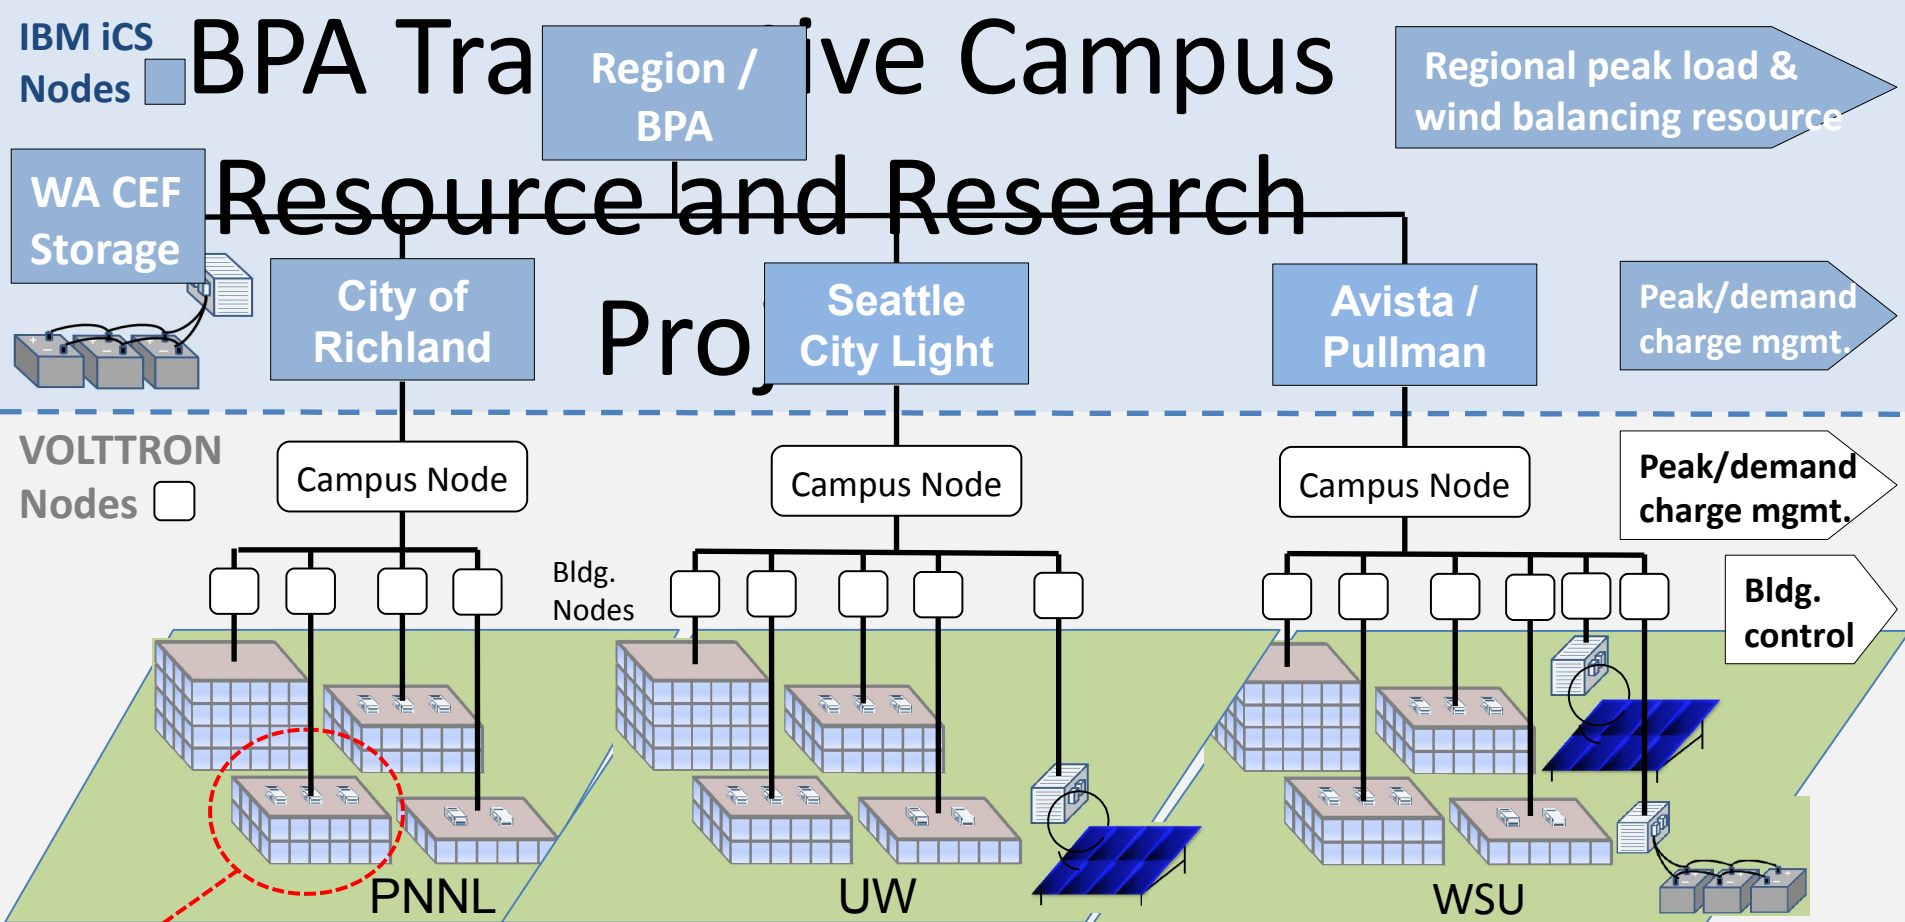 BPA Tra ive Campus
Resource and Research
Proj
IBM iCS
Nodes
Region /
BPA
Regional peak load &
wind balancing resource
WA CEF
Storage
City of
Richland
Seattle
City Light
Avista /
Pullman
Peak/demand
charge mgmt.
VOLTTRON
Nodes
Campus Node
Campus Node
Campus Node
Peak/demand
charge mgmt.
Bldg.
Nodes
Bldg.
control
PNNL
UW
WSU